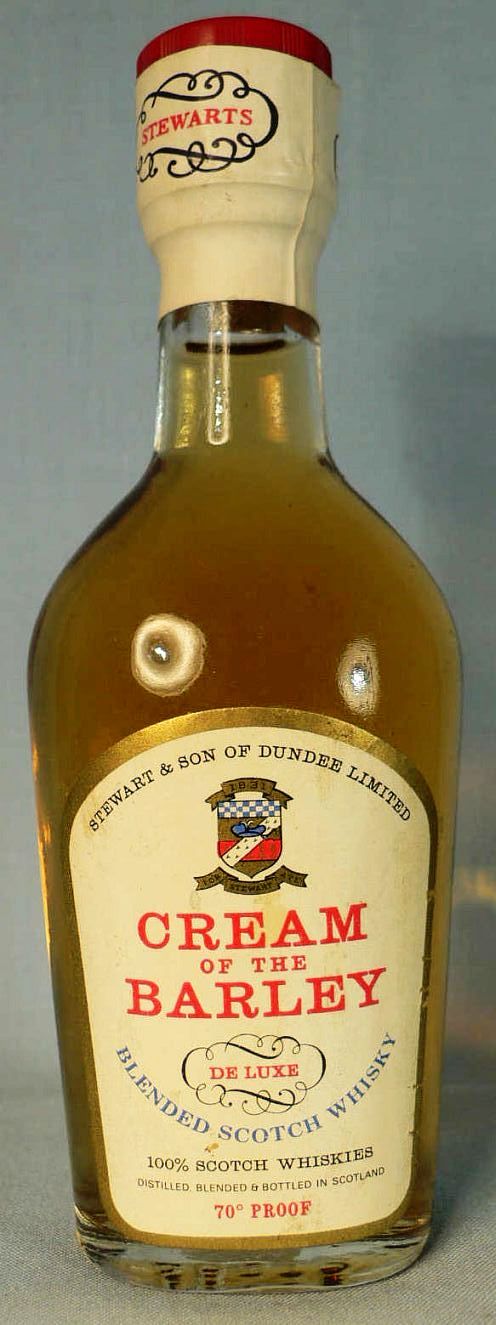 STEWARTS
STEWART & SON OF DUNDEE LIMITED
1831
STEWART
CREAM
OF THE
BARLEY
DE LUXE
BLENDED SCOTCH WHISKY
100% SCOTCH WHISKIES
DISTILLED, BLENDED & BOTTLED IN SCOTLAND
70° PROOF